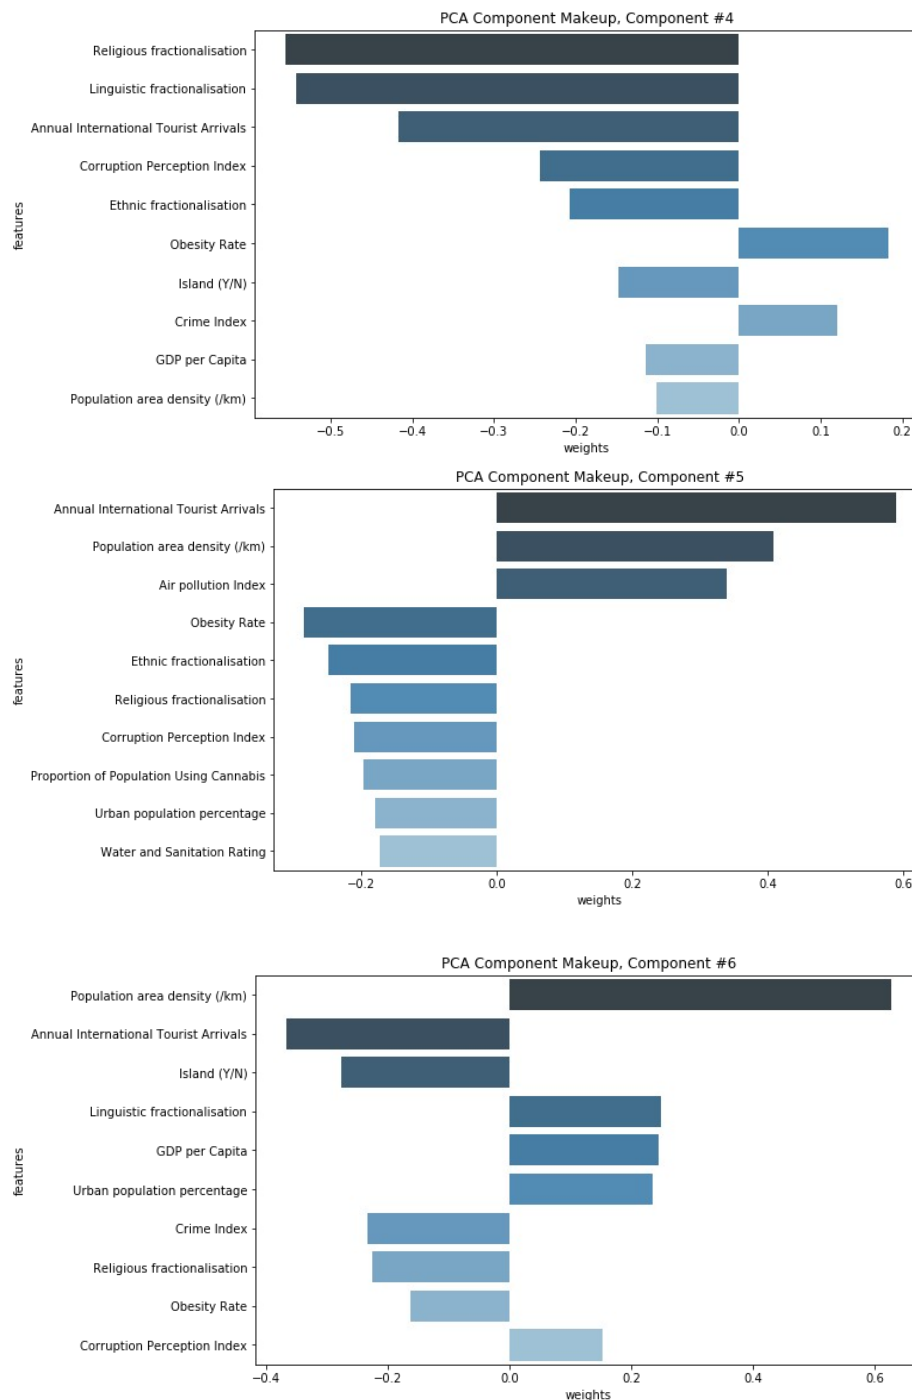 PCA Component Makeup, Component #4
Religious fractionalisation
Linguistic fractionalisation
Annual International Tourist Arrivals
Corruption Perception Index
Ethnic fractionalisation
features
Obesity Rate
Island (Y/N)
Crime Index
GDP per Capita
Population area density (/km)
−0.5 −0.4 −0.3 −0.2 −0.1 0.0 0.1 0.2
weights
PCA Component Makeup, Component #5
Annual International Tourist Arrivals
Population area density (/km)
Air pollution Index
Obesity Rate
Ethnic fractionalisation
features
Religious fractionalisation
Corruption Perception Index
Proportion of Population Using Cannabis
Urban population percentage
Water and Sanitation Rating
−0.2 0.0 0.2 0.4 0.6
weights
PCA Component Makeup, Component #6
Population area density (/km)
Annual International Tourist Arrivals
Island (Y/N)
Linguistic fractionalisation
GDP per Capita
features
Urban population percentage
Crime Index
Religious fractionalisation
Obesity Rate
Corruption Perception Index
−0.4 −0.2 0.0 0.2 0.4 0.6
weights